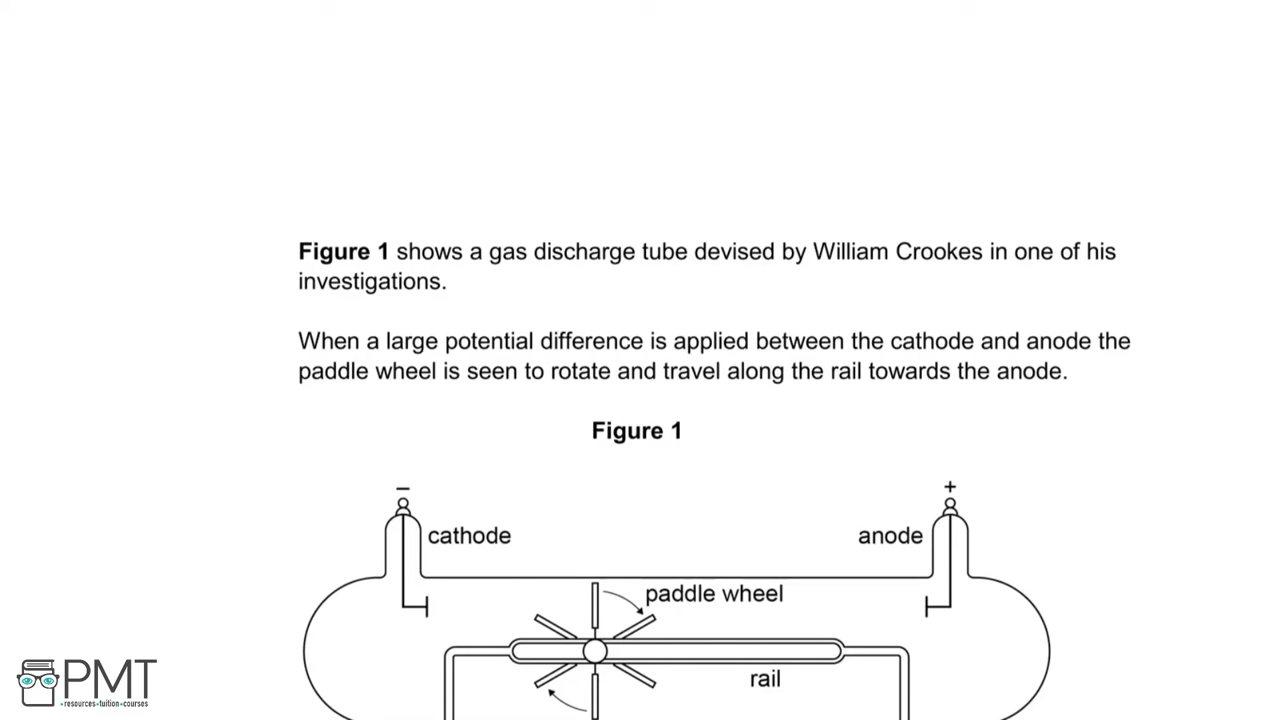 Figure 1 shows a gas discharge tube devised by William Crookes in one of his
investigations.
When a large potential difference is applied between the cathode and anode the
paddle wheel is seen to rotate and travel along the rail towards the anode.
Figure 1
– +
cathode anode
paddle wheel
rail
PMT
•resources•tuition•courses